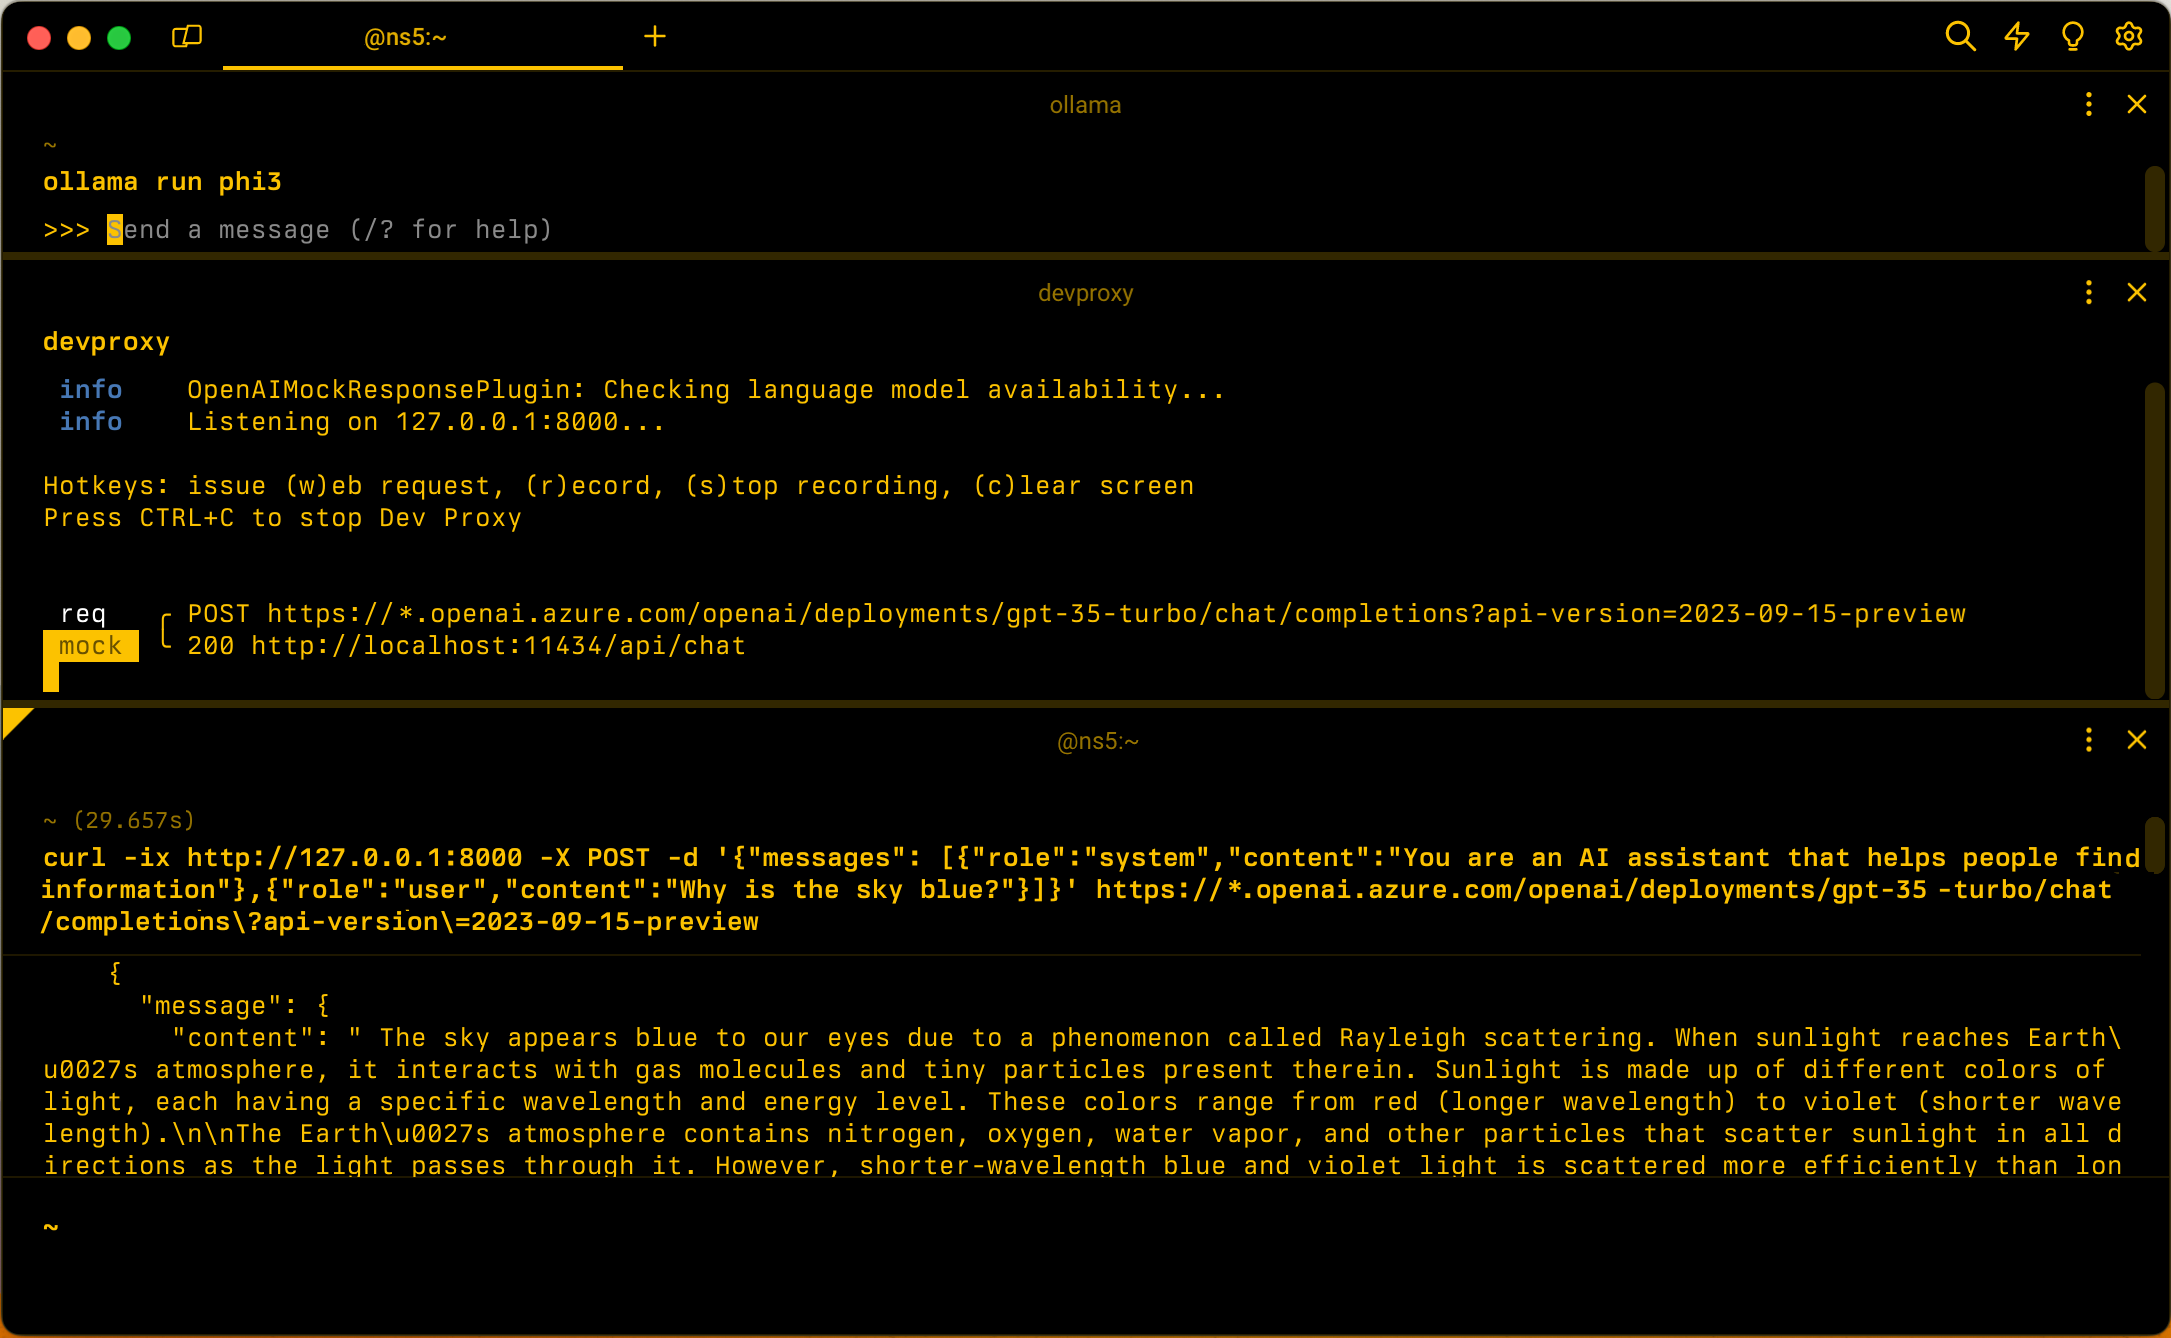 @ns5:~
ollama
~
ollama run phi3
>>> Send a message (/? for help)
devproxy
devproxy
info OpenAIMockResponsePlugin: Checking language model availability...
info Listening on 127.0.0.1:8000...
Hotkeys: issue (w)eb request, (r)ecord, (s)top recording, (c)lear screen
Press CTRL+C to stop Dev Proxy
req ╭ POST https://*.openai.azure.com/openai/deployments/gpt-35-turbo/chat/completions?api-version=2023-09-15-preview
mock ╰ 200 http://localhost:11434/api/chat
@ns5:~
~ (29.657s)
curl -ix http://127.0.0.1:8000 -X POST -d '{"messages": [{"role":"system","content":"You are an AI assistant that helps people find
information"},{"role":"user","content":"Why is the sky blue?"}]}' https://*.openai.azure.com/openai/deployments/gpt-35 -turbo/chat
/completions\?api-version\=2023-09-15-preview
{
"message": {
"content": " The sky appears blue to our eyes due to a phenomenon called Rayleigh scattering. When sunlight reaches Earth\
u0027s atmosphere, it interacts with gas molecules and tiny particles present therein. Sunlight is made up of different colors of
light, each having a specific wavelength and energy level. These colors range from red (longer wavelength) to violet (shorter wave
length).\n\nThe Earth\u0027s atmosphere contains nitrogen, oxygen, water vapor, and other particles that scatter sunlight in all d
irections as the light passes through it. However, shorter-wavelength blue and violet light is scattered more efficiently than lon
~